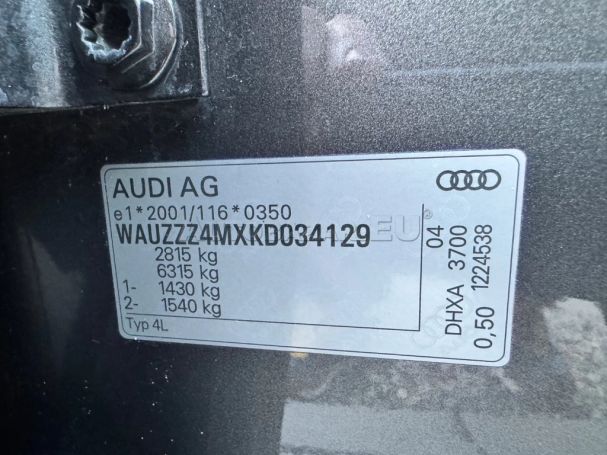 AUDI AG
e1*2001/116*0350
WAUZZZ4MXKD034129
2815 kg
6315 kg
1- 1430 kg
2- 1540 kg
Typ 4L
04
DHXA 3700
0,50 1224538